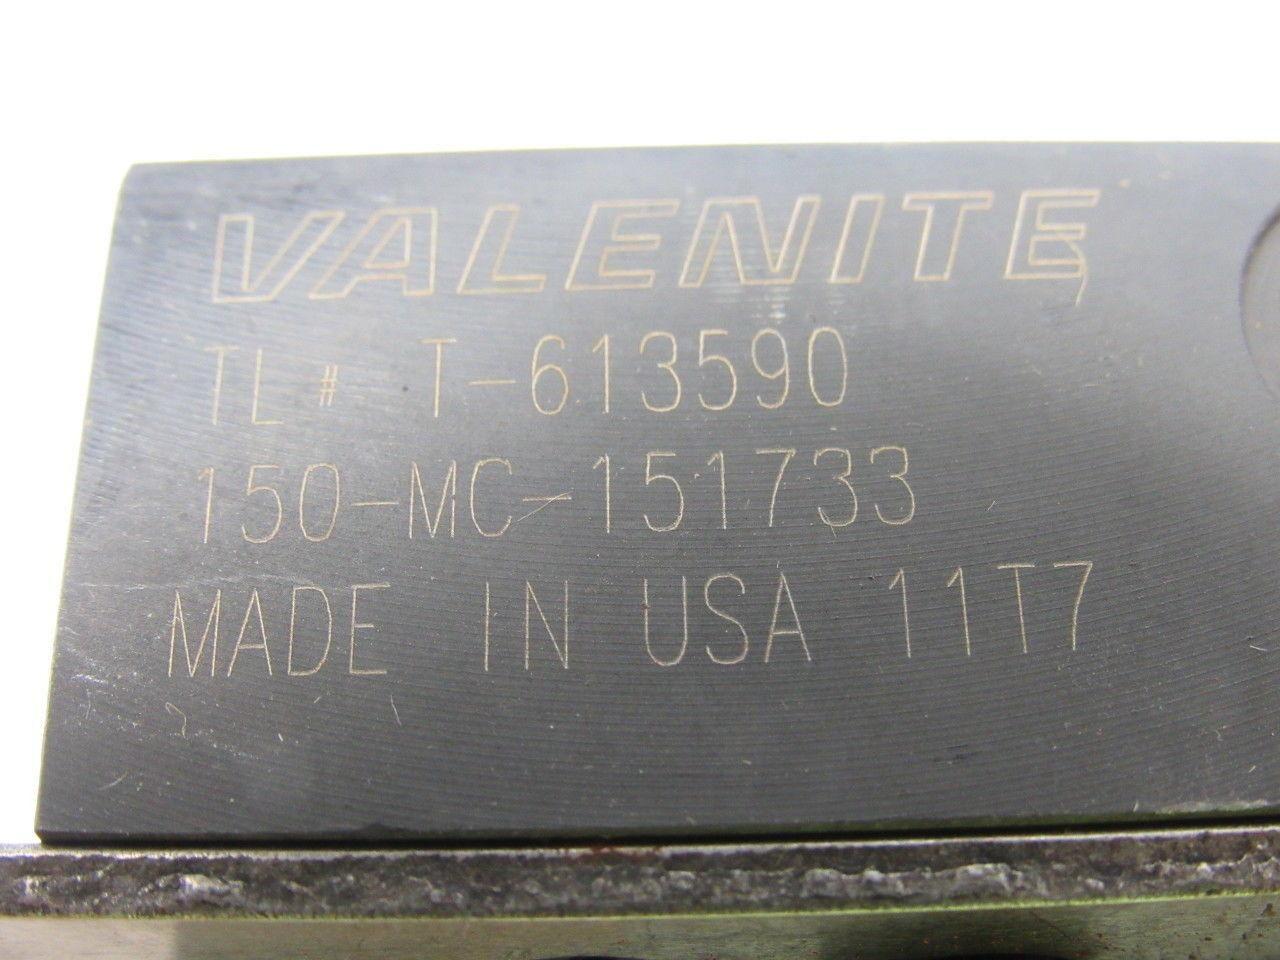 VALENITE
TL# T-613590
150-MC-151733
MADE IN USA 11T7